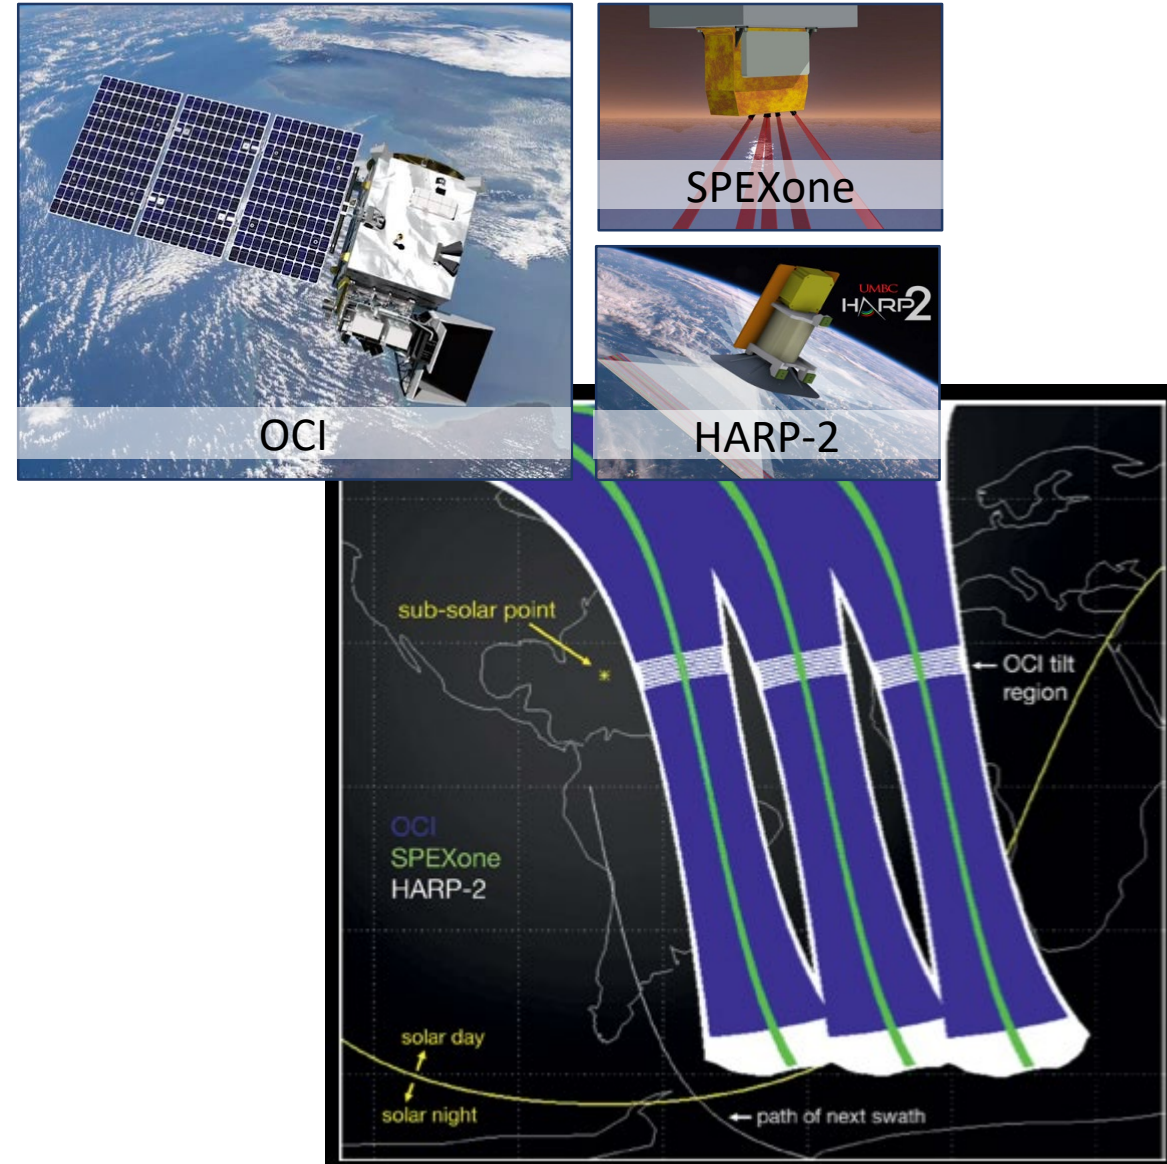 OCI
SPEXone
UMBC
HARP2
HARP-2
sub-solar point
OCI tilt
region
OCI
SPEXone
HARP-2
solar day
solar night
path of next swath